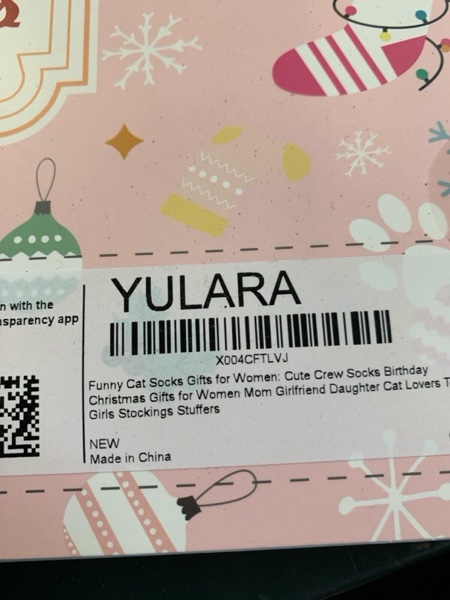 n with the
nsparency app
YULARA
X004CFTLVJ
Funny Cat Socks Gifts for Women: Cute Crew Socks Birthday
Christmas Gifts for Women Mom Girlfriend Daughter Cat Lovers T
Girls Stockings Stuffers
NEW
Made in China